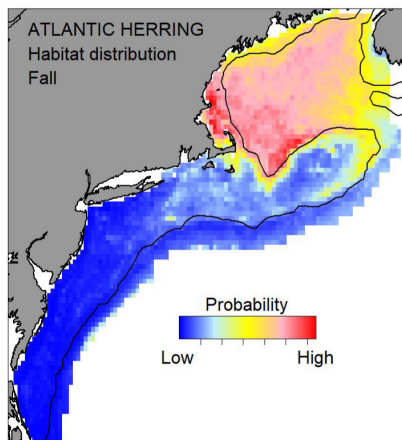 ATLANTIC HERRING
Habitat distribution
Fall
Probability
Low High